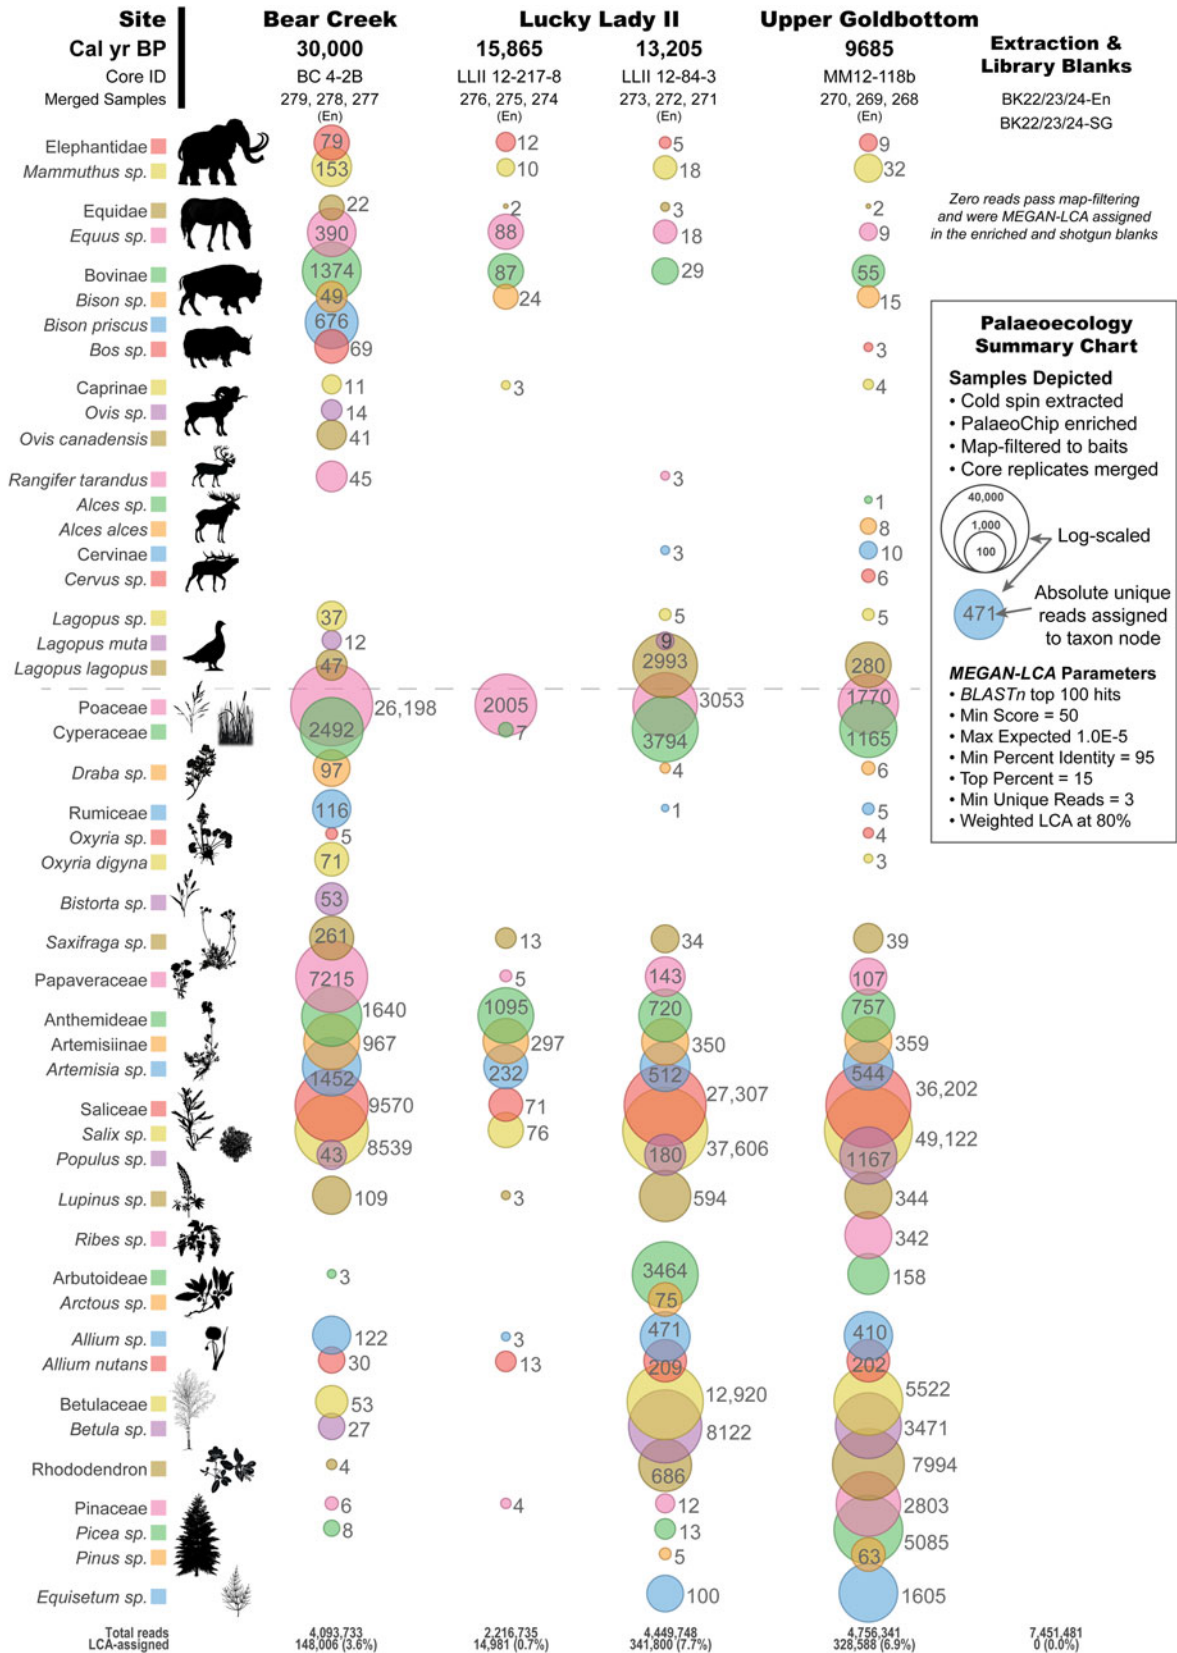 Site Bear Creek Lucky Lady II Upper Goldbottom
Cal yr BP 30,000 15,865 13,205 9685
Core ID BC 4-2B LLII 12-217-8 LLII 12-84-3 MM12-118b
Merged Samples 279, 278, 277 276, 275, 274 273, 272, 271 270, 269, 268
(En) (En) (En) (En)
Extraction &
Library Blanks
BK22/23/24-En
BK22/23/24-SG
Zero reads pass map-filtering
and were MEGAN-LCA assigned
in the enriched and shotgun blanks
Elephantidae 79 12 5 9
Mammuthus sp. 153 10 18 32
Equidae 22 2 3 2
Equus sp. 390 88 18 9
Bovinae 1374 87 29 55
Bison sp. 49 24 15
Bison priscus 676
Bos sp. 69 3
Caprinae 11 3 4
Ovis sp. 14
Ovis canadensis 41
Rangifer tarandus 45 3
Alces sp. 1
Alces alces 8
Cervinae 3 10
Cervus sp. 6
Lagopus sp. 37 5 5
Lagopus muta 12 9
Lagopus lagopus 47 2993 280
Poaceae 26,198 2005 3053 1770
Cyperaceae 2492 7 3794 1165
Draba sp. 97 4 6
Rumiceae 116 1 5
Oxyria sp. 5 4
Oxyria digyna 71 3
Bistorta sp. 53
Saxifraga sp. 261 13 34 39
Papaveraceae 7215 5 143 107
Anthemideae 1640 1095 720 757
Artemisiinae 967 297 350 359
Artemisia sp. 1452 232 512 544
Saliceae 9570 71 27,307 36,202
Salix sp. 8539 76 37,606 49,122
Populus sp. 43 180 1167
Lupinus sp. 109 3 594 344
Ribes sp. 342
Arbutoideae 3 3464 158
Arctous sp. 75
Allium sp. 122 3 471 410
Allium nutans 30 13 209 202
Betulaceae 53 12,920 5522
Betula sp. 27 8122 3471
Rhododendron 4 686 7994
Pinaceae 6 4 12 2803
Picea sp. 8 13 5085
Pinus sp. 5 63
Equisetum sp. 100 1605
Total reads 4,093,733 2,216,735 4,449,748 4,756,341 7,451,481
LCA-assigned 148,006 (3.6%) 14,981 (0.7%) 341,800 (7.7%) 328,588 (6.9%) 0 (0.0%)
Palaeoecology
Summary Chart
Samples Depicted
• Cold spin extracted
• PalaeoChip enriched
• Map-filtered to baits
• Core replicates merged
40,000
1,000
100
Log-scaled
471
Absolute unique
reads assigned
to taxon node
MEGAN-LCA Parameters
• BLASTn top 100 hits
• Min Score = 50
• Max Expected 1.0E-5
• Min Percent Identity = 95
• Top Percent = 15
• Min Unique Reads = 3
• Weighted LCA at 80%